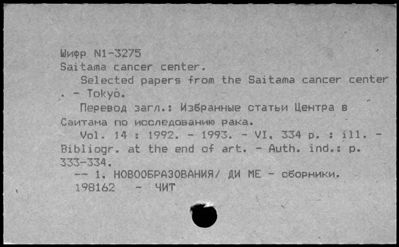 Шифр N1-3275
Saitama cancer center.
Selected papers from the Saitama cancer center
. - Tokyo.
Перевод загл.: Избранные статьи Центра в
Саитама по исследованию рака.
Vol. 14 : 1992. - 1993. - VI, 334 p. : ill. -
Bibliogr. at the end of art. - Auth. ind.: p.
333-334.
-- 1. НОВООБРАЗОВАНИЯ/ ДИ МЕ - сборники.
198162 - ЧИТ